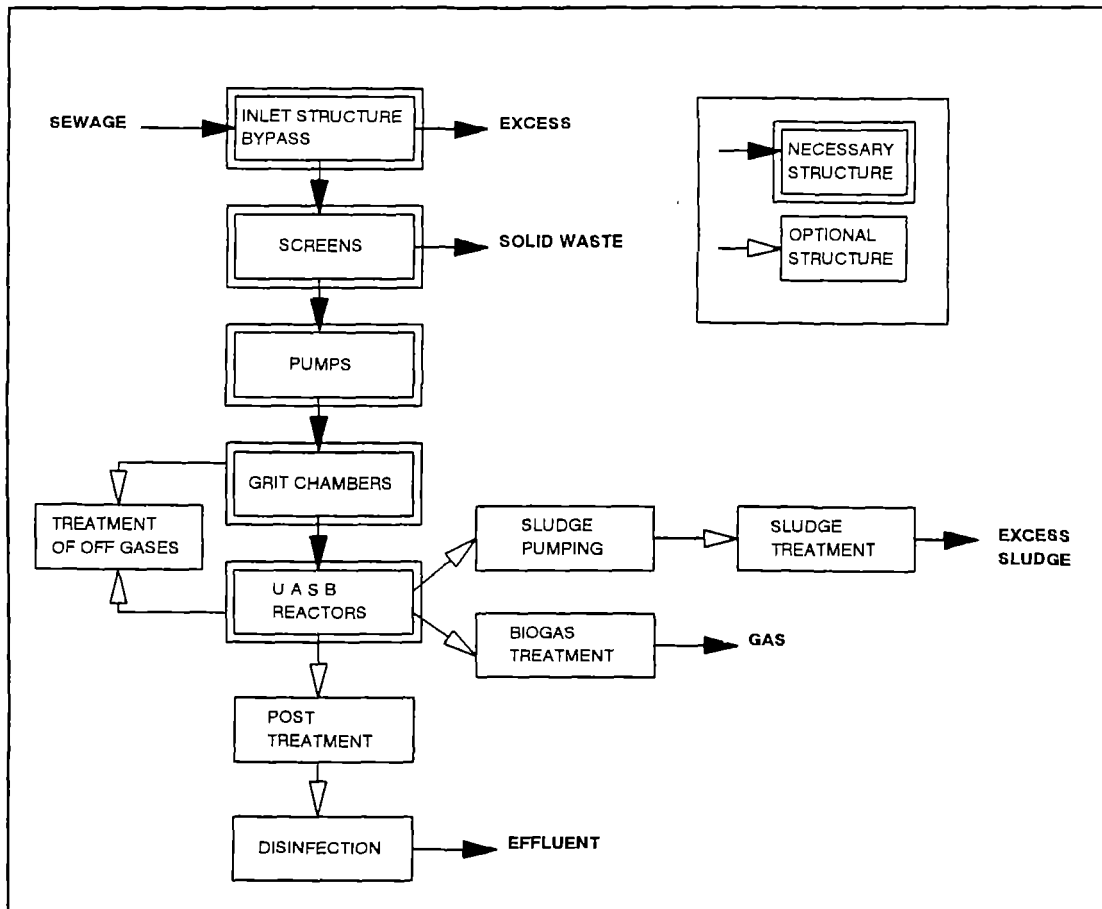 SEWAGE
INLET STRUCTURE
BYPASS
EXCESS
NECESSARY
STRUCTURE
OPTIONAL
STRUCTURE
SCREENS
SOLID WASTE
PUMPS
GRIT CHAMBERS
TREATMENT
OF OFF GASES
SLUDGE
PUMPING
SLUDGE
TREATMENT
EXCESS
SLUDGE
U A S B
REACTORS
BIOGAS
TREATMENT
GAS
POST
TREATMENT
DISINFECTION
EFFLUENT